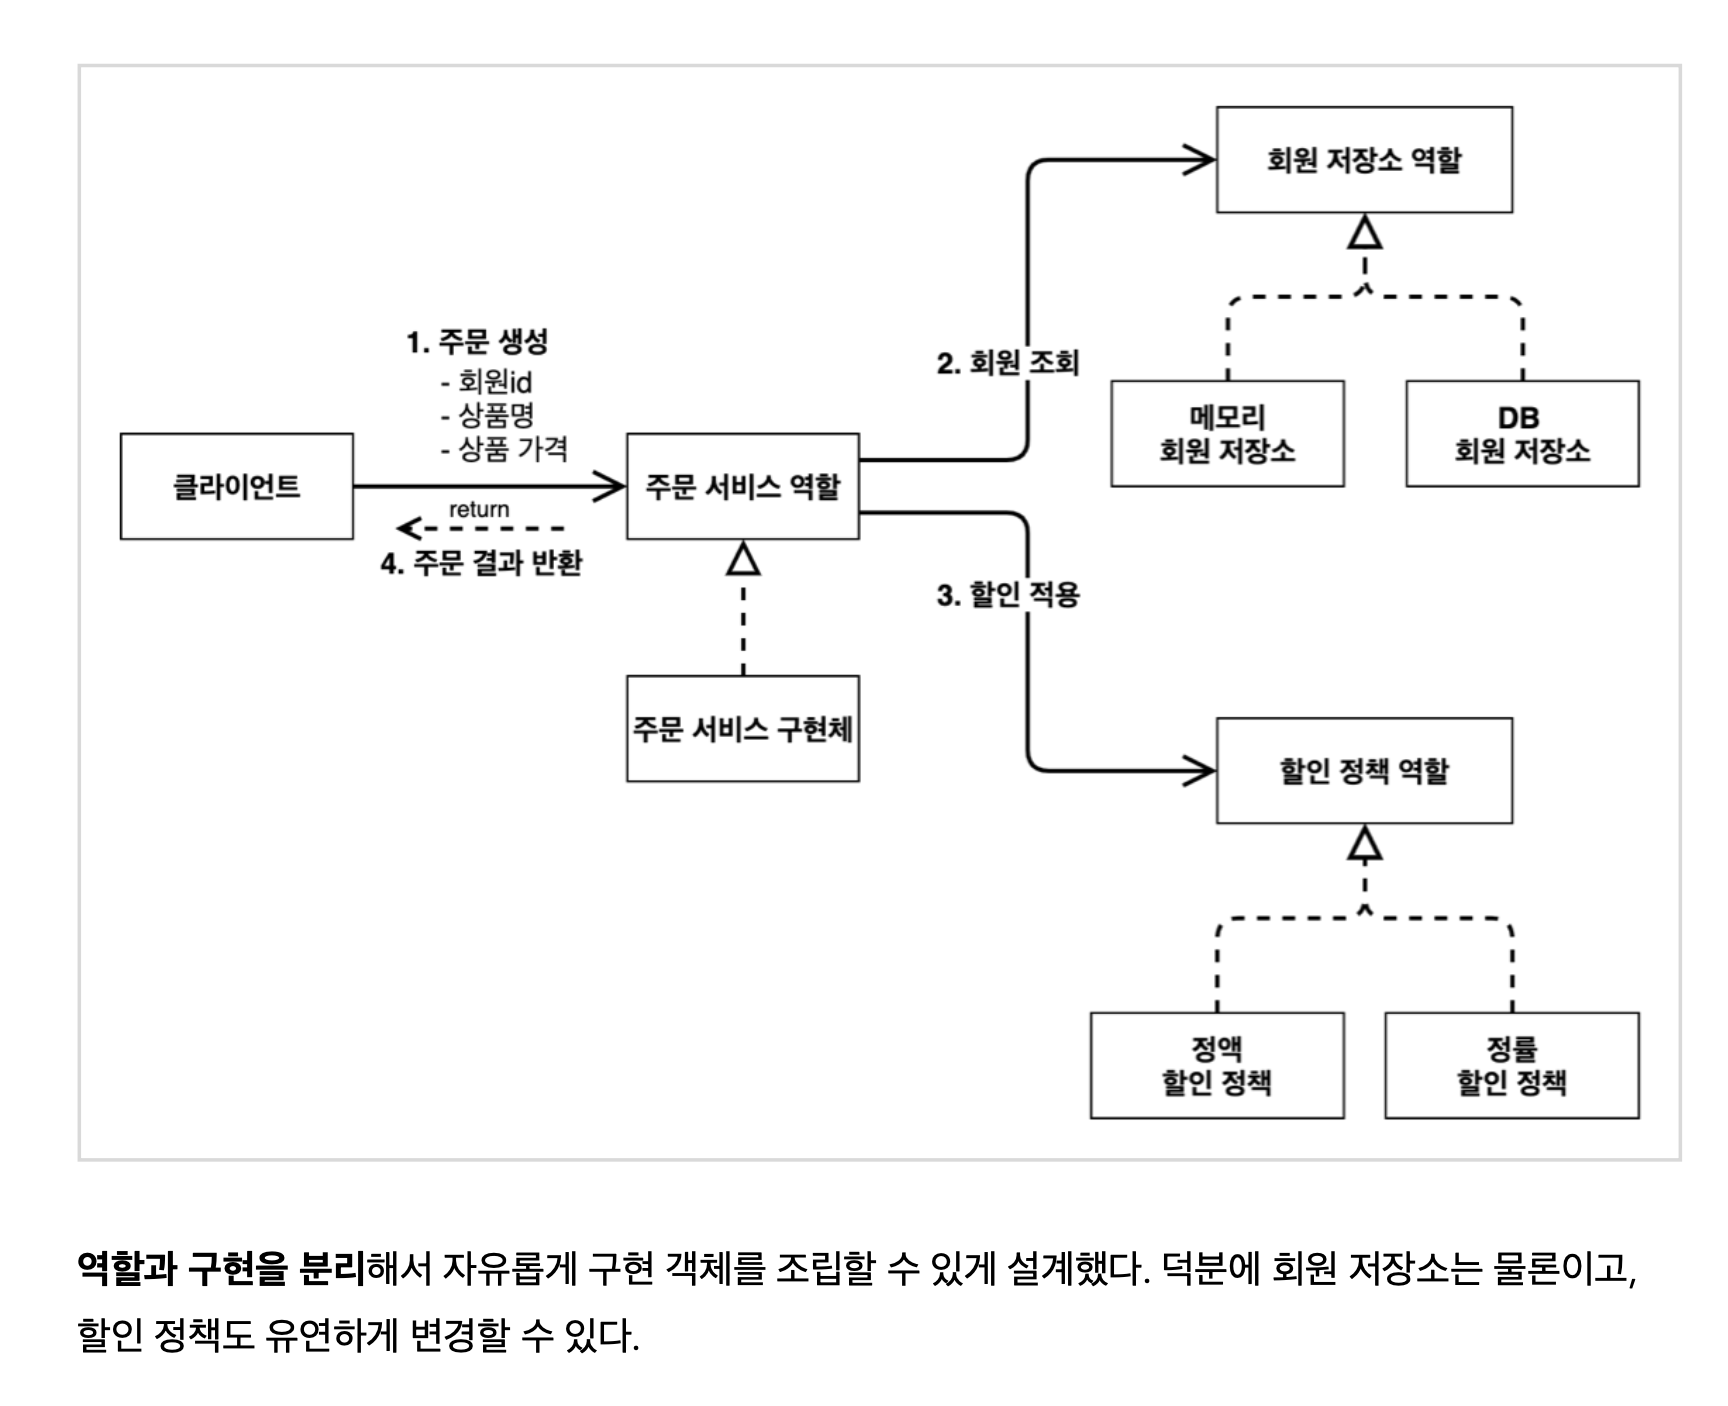 회원 저장소 역할
1. 주문 생성
- 회원id
- 상품명
- 상품 가격
2. 회원 조회
메모리
회원 저장소
DB
회원 저장소
클라이언트
주문 서비스 역할
return
4. 주문 결과 반환
3. 할인 적용
주문 서비스 구현체
할인 정책 역할
정액
할인 정책
정률
할인 정책
역할과 구현을 분리해서 자유롭게 구현 객체를 조립할 수 있게 설계했다. 덕분에 회원 저장소는 물론이고,
할인 정책도 유연하게 변경할 수 있다.